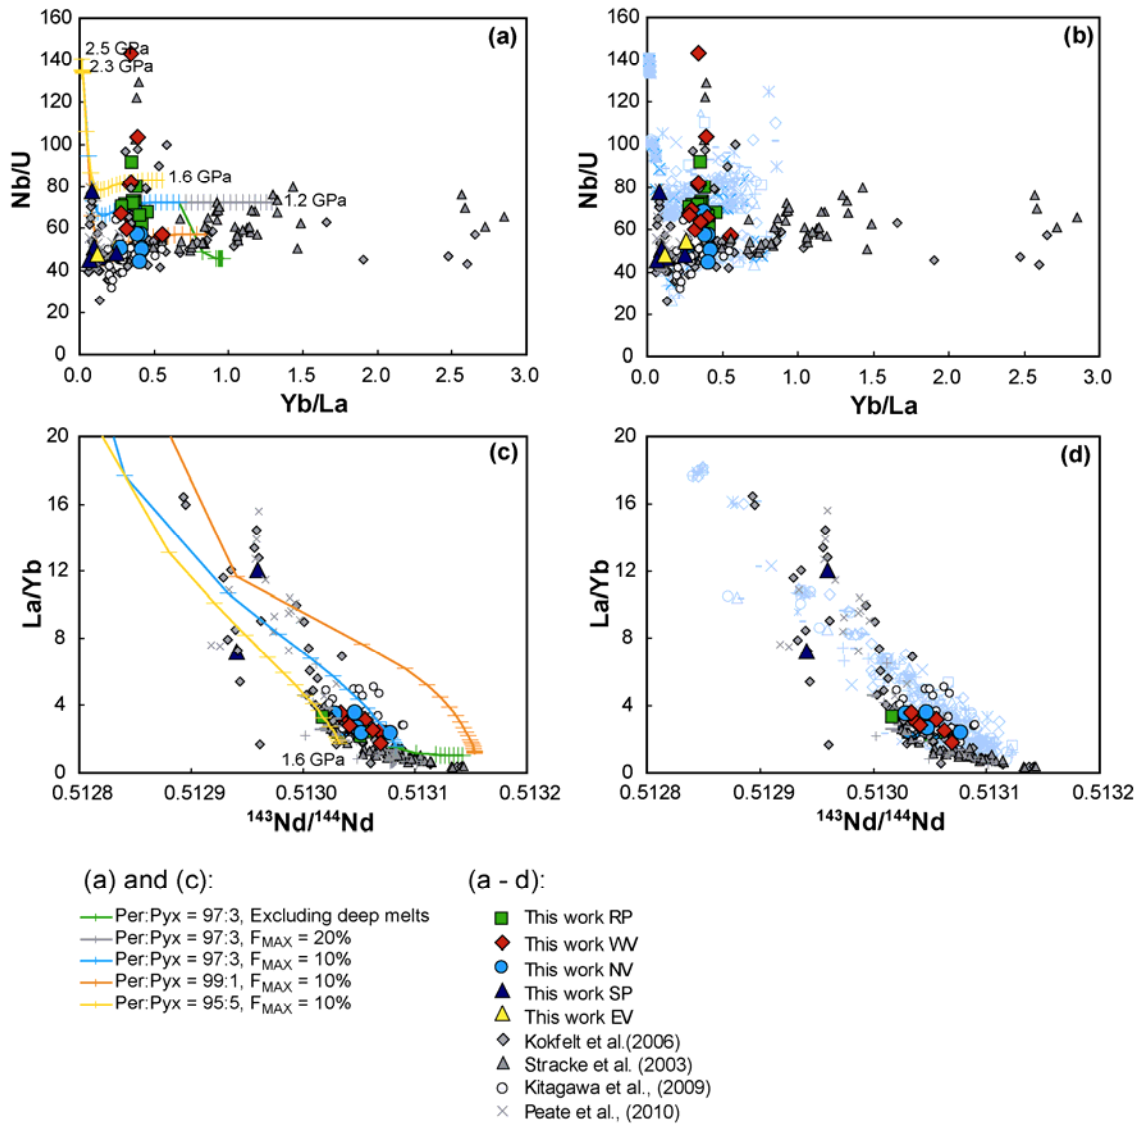 160
140
120
100
80
60
40
20
0
Nb/U
2.5 GPa
2.3 GPa
1.6 GPa
1.2 GPa
(a)
0.0 0.5 1.0 1.5 2.0 2.5 3.0
Yb/La
160
140
120
100
80
60
40
20
0
Nb/U
(b)
0.0 0.5 1.0 1.5 2.0 2.5 3.0
Yb/La
20
16
12
8
4
0
La/Yb
(c)
1.6 GPa
0.5128 0.5129 0.5130 0.5131 0.5132
¹⁴³Nd/¹⁴⁴Nd
20
16
12
8
4
0
La/Yb
(d)
0.5128 0.5129 0.5130 0.5131 0.5132
¹⁴³Nd/¹⁴⁴Nd
(a) and (c):
Per:Pyx = 97:3, Excluding deep melts
Per:Pyx = 97:3, F_MAX = 20%
Per:Pyx = 97:3, F_MAX = 10%
Per:Pyx = 99:1, F_MAX = 10%
Per:Pyx = 95:5, F_MAX = 10%
(a - d):
This work RP
This work WV
This work NV
This work SP
This work EV
Kokfelt et al.(2006)
Stracke et al. (2003)
Kitagawa et al., (2009)
Peate et al., (2010)